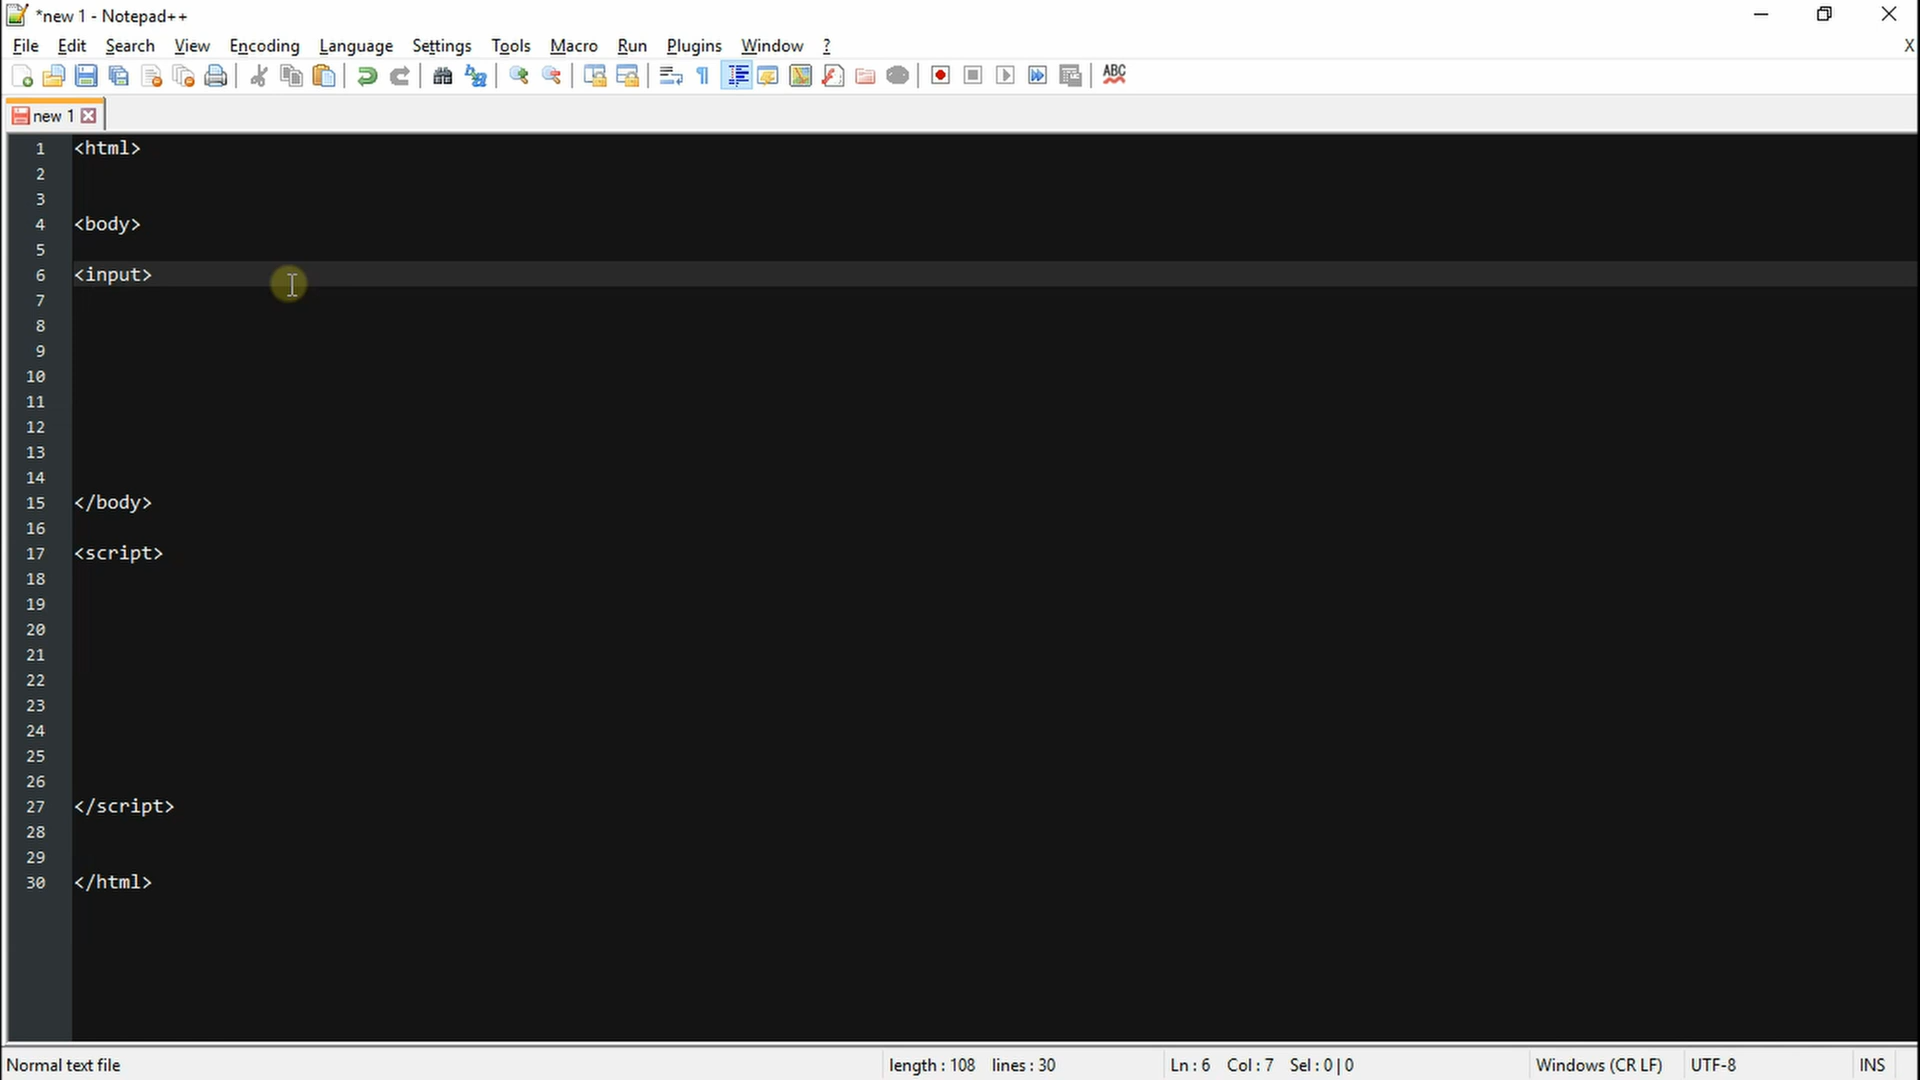 *new 1 - Notepad++
File Edit Search View Encoding Language Settings Tools Macro Run Plugins Window ? X
ABC
new 1
1 <html>
2
3
4 <body>
5
6 <input>
7
8
9
10
11
12
13
14
15 </body>
16
17 <script>
18
19
20
21
22
23
24
25
26
27 </script>
28
29
30 </html>
Normal text file length : 108 lines : 30 Ln : 6 Col : 7 Sel : 0 | 0 Windows (CR LF) UTF-8 INS